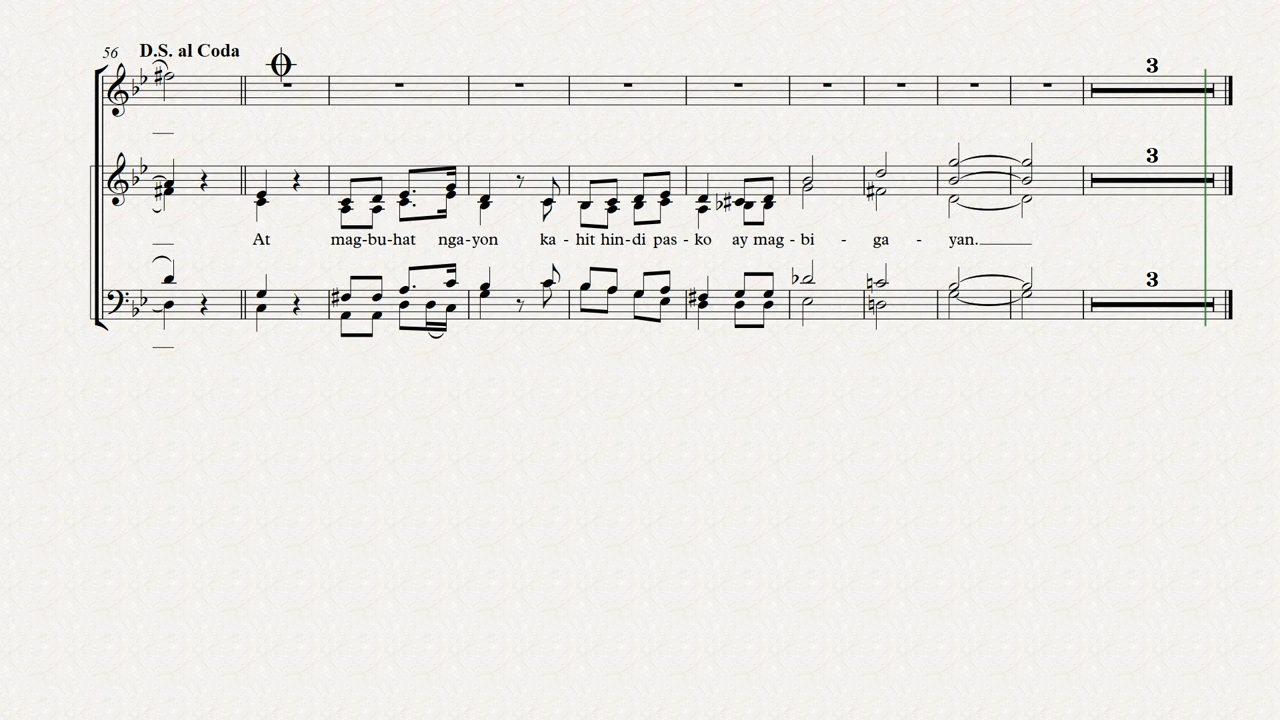 56 D.S. al Coda
3
3
At mag-bu-hat nga-yon ka - hit hin-di pas - ko ay mag - bi - ga - yan.
3